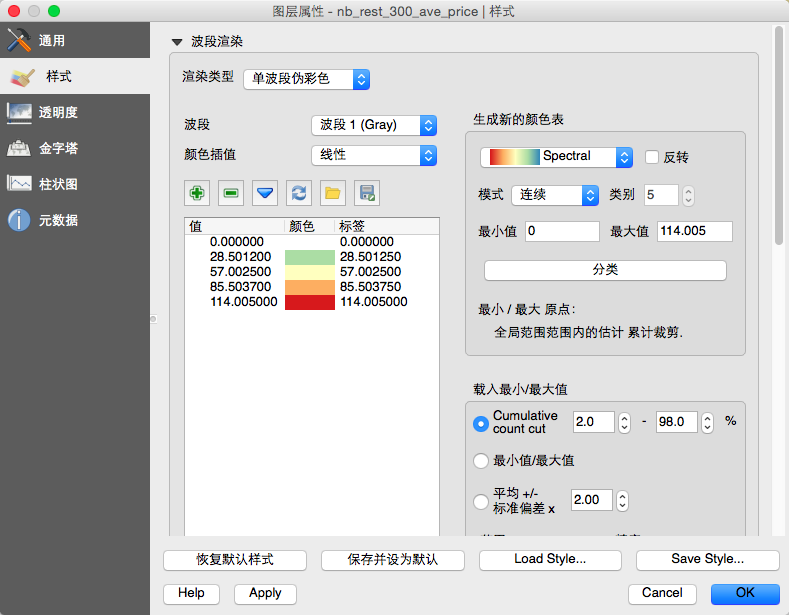 图层属性 - nb_rest_300_ave_price | 样式
通用
样式
透明度
金字塔
柱状图
元数据
波段渲染
渲染类型 单波段伪彩色
波段 波段 1 (Gray)
颜色插值 线性
值 颜色 标签
0.000000 0.000000
28.501200 28.501250
57.002500 57.002500
85.503700 85.503750
114.005000 114.005000
生成新的颜色表
Spectral 反转
模式 连续 类别 5
最小值 0 最大值 114.005
分类
最小 / 最大 原点:
全局范围范围内的估计 累计裁剪.
载入最小/最大值
Cumulative
count cut 2.0 - 98.0 %
最小值/最大值
平均 +/-
标准偏差 x 2.00
恢复默认样式 保存并设为默认 Load Style... Save Style...
Help Apply Cancel OK